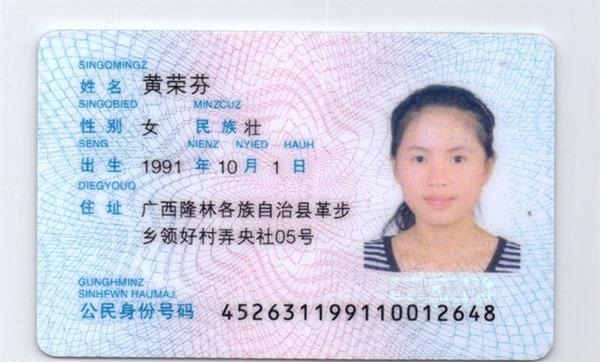 SINGQMINGZ
姓名 黄荣芬
SINGQBIED MINZCUZ
性别 女 民族 壮
SENG NIENZ NYIED HAUH
出生 1991 年 10 月 1 日
DIEGYOUQ
住址 广西隆林各族自治县革步
乡领好村弄央社05号
GUNGHMINZ
SINHFWN HAUMAJ
公民身份号码 452631199110012648